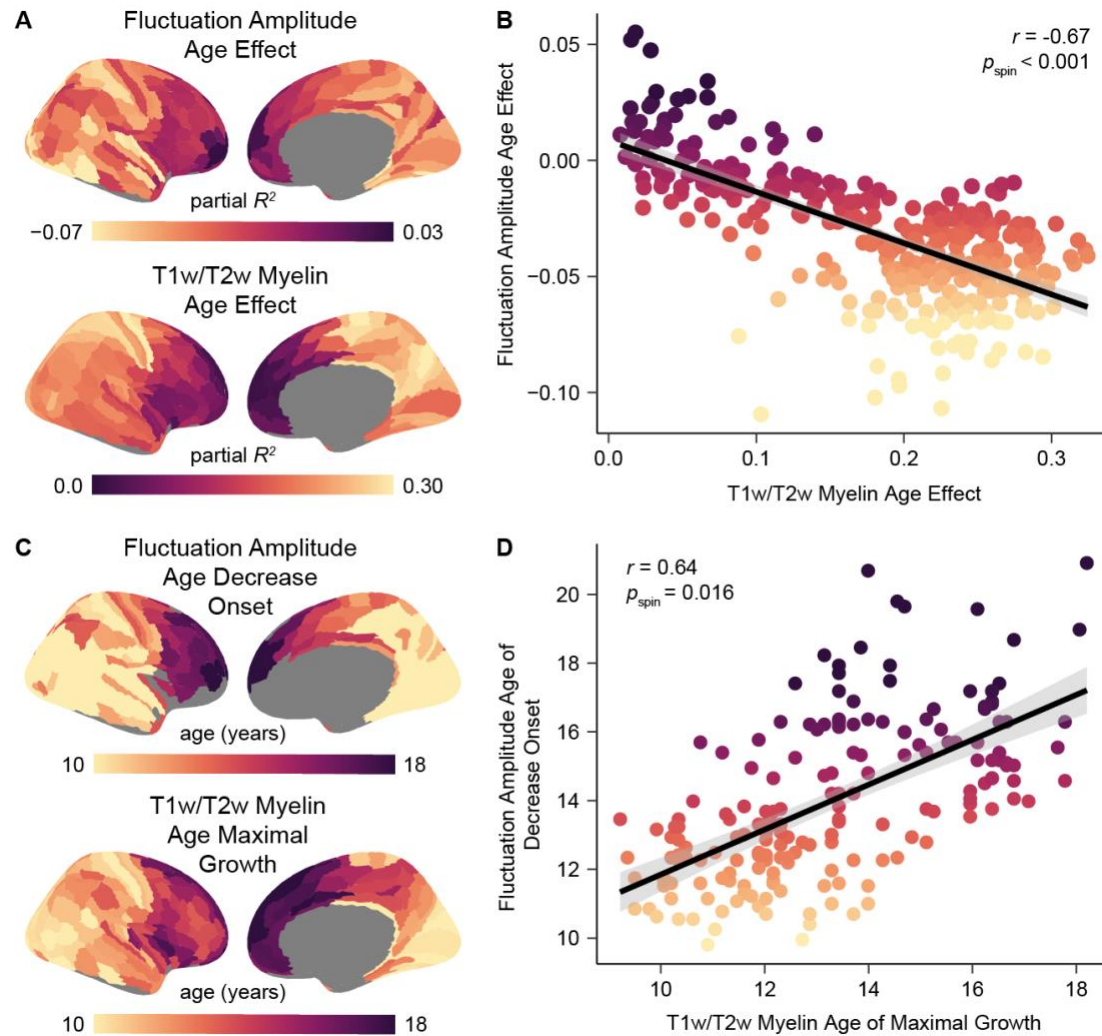 A
Fluctuation Amplitude
Age Effect
partial R²
−0.07
0.03
T1w/T2w Myelin
Age Effect
partial R²
0.0
0.30
B
r = -0.67
pspin < 0.001
Fluctuation Amplitude Age Effect
0.05
0.00
−0.05
−0.10
0.0
0.1
0.2
0.3
T1w/T2w Myelin Age Effect
C
Fluctuation Amplitude
Age Decrease
Onset
age (years)
10
18
T1w/T2w Myelin
Age Maximal
Growth
age (years)
10
18
D
r = 0.64
pspin = 0.016
Fluctuation Amplitude Age of
Decrease Onset
20
18
16
14
12
10
10
12
14
16
18
T1w/T2w Myelin Age of Maximal Growth